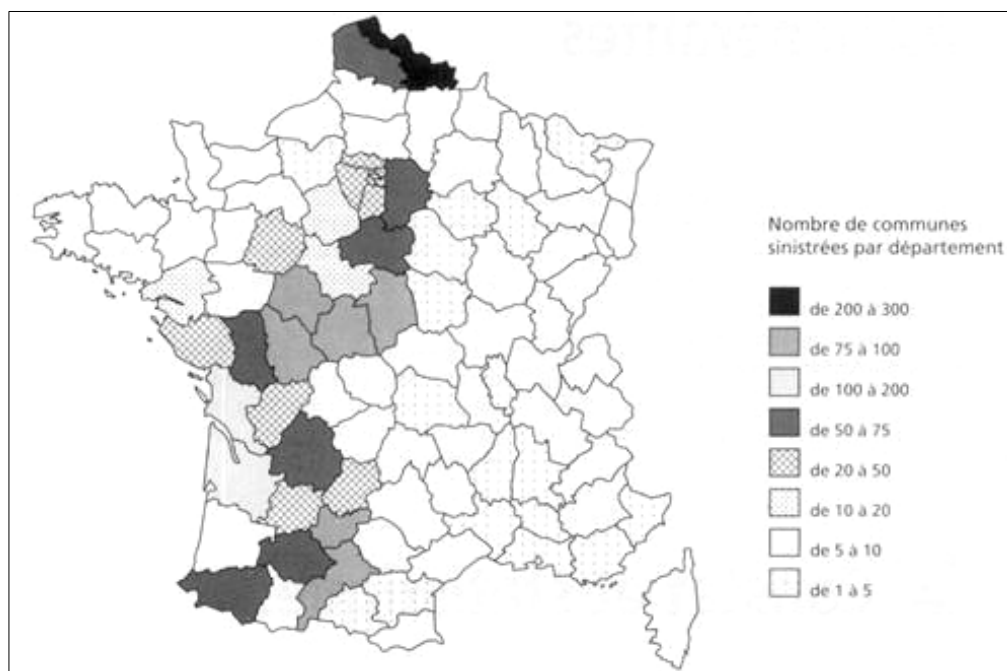 Nombre de communes
sinistrées par département
de 200 à 300
de 75 à 100
de 100 à 200
de 50 à 75
de 20 à 50
de 10 à 20
de 5 à 10
de 1 à 5